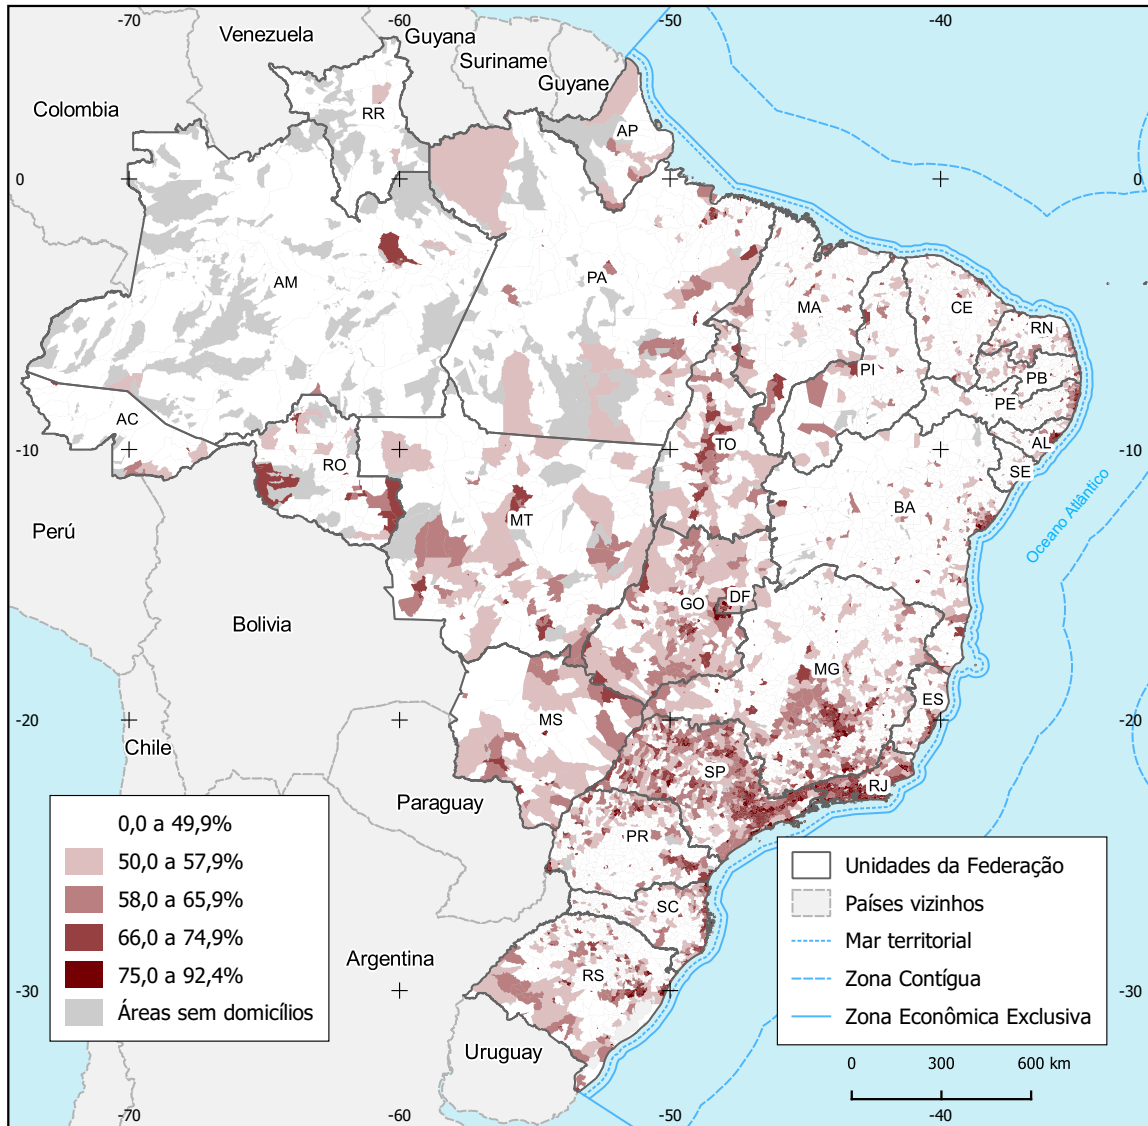 -70
-60
-50
-40
Venezuela
Guyana
Suriname
Guyane
Colombia
RR
AP
0
0
AM
PA
MA
CE
RN
PI
PB
PE
AC
TO
AL
-10
-10
RO
SE
MT
BA
Perú
Oceano Atlântico
GO
DF
Bolivia
MG
ES
-20
MS
-20
Chile
SP
RJ
Paraguay
PR
0,0 a 49,9%
50,0 a 57,9%
58,0 a 65,9%
66,0 a 74,9%
75,0 a 92,4%
Áreas sem domicílios
SC
Argentina
RS
-30
-30
Uruguay
Unidades da Federação
Países vizinhos
Mar territorial
Zona Contígua
Zona Econômica Exclusiva
0 300 600 km
-70
-60
-50
-40